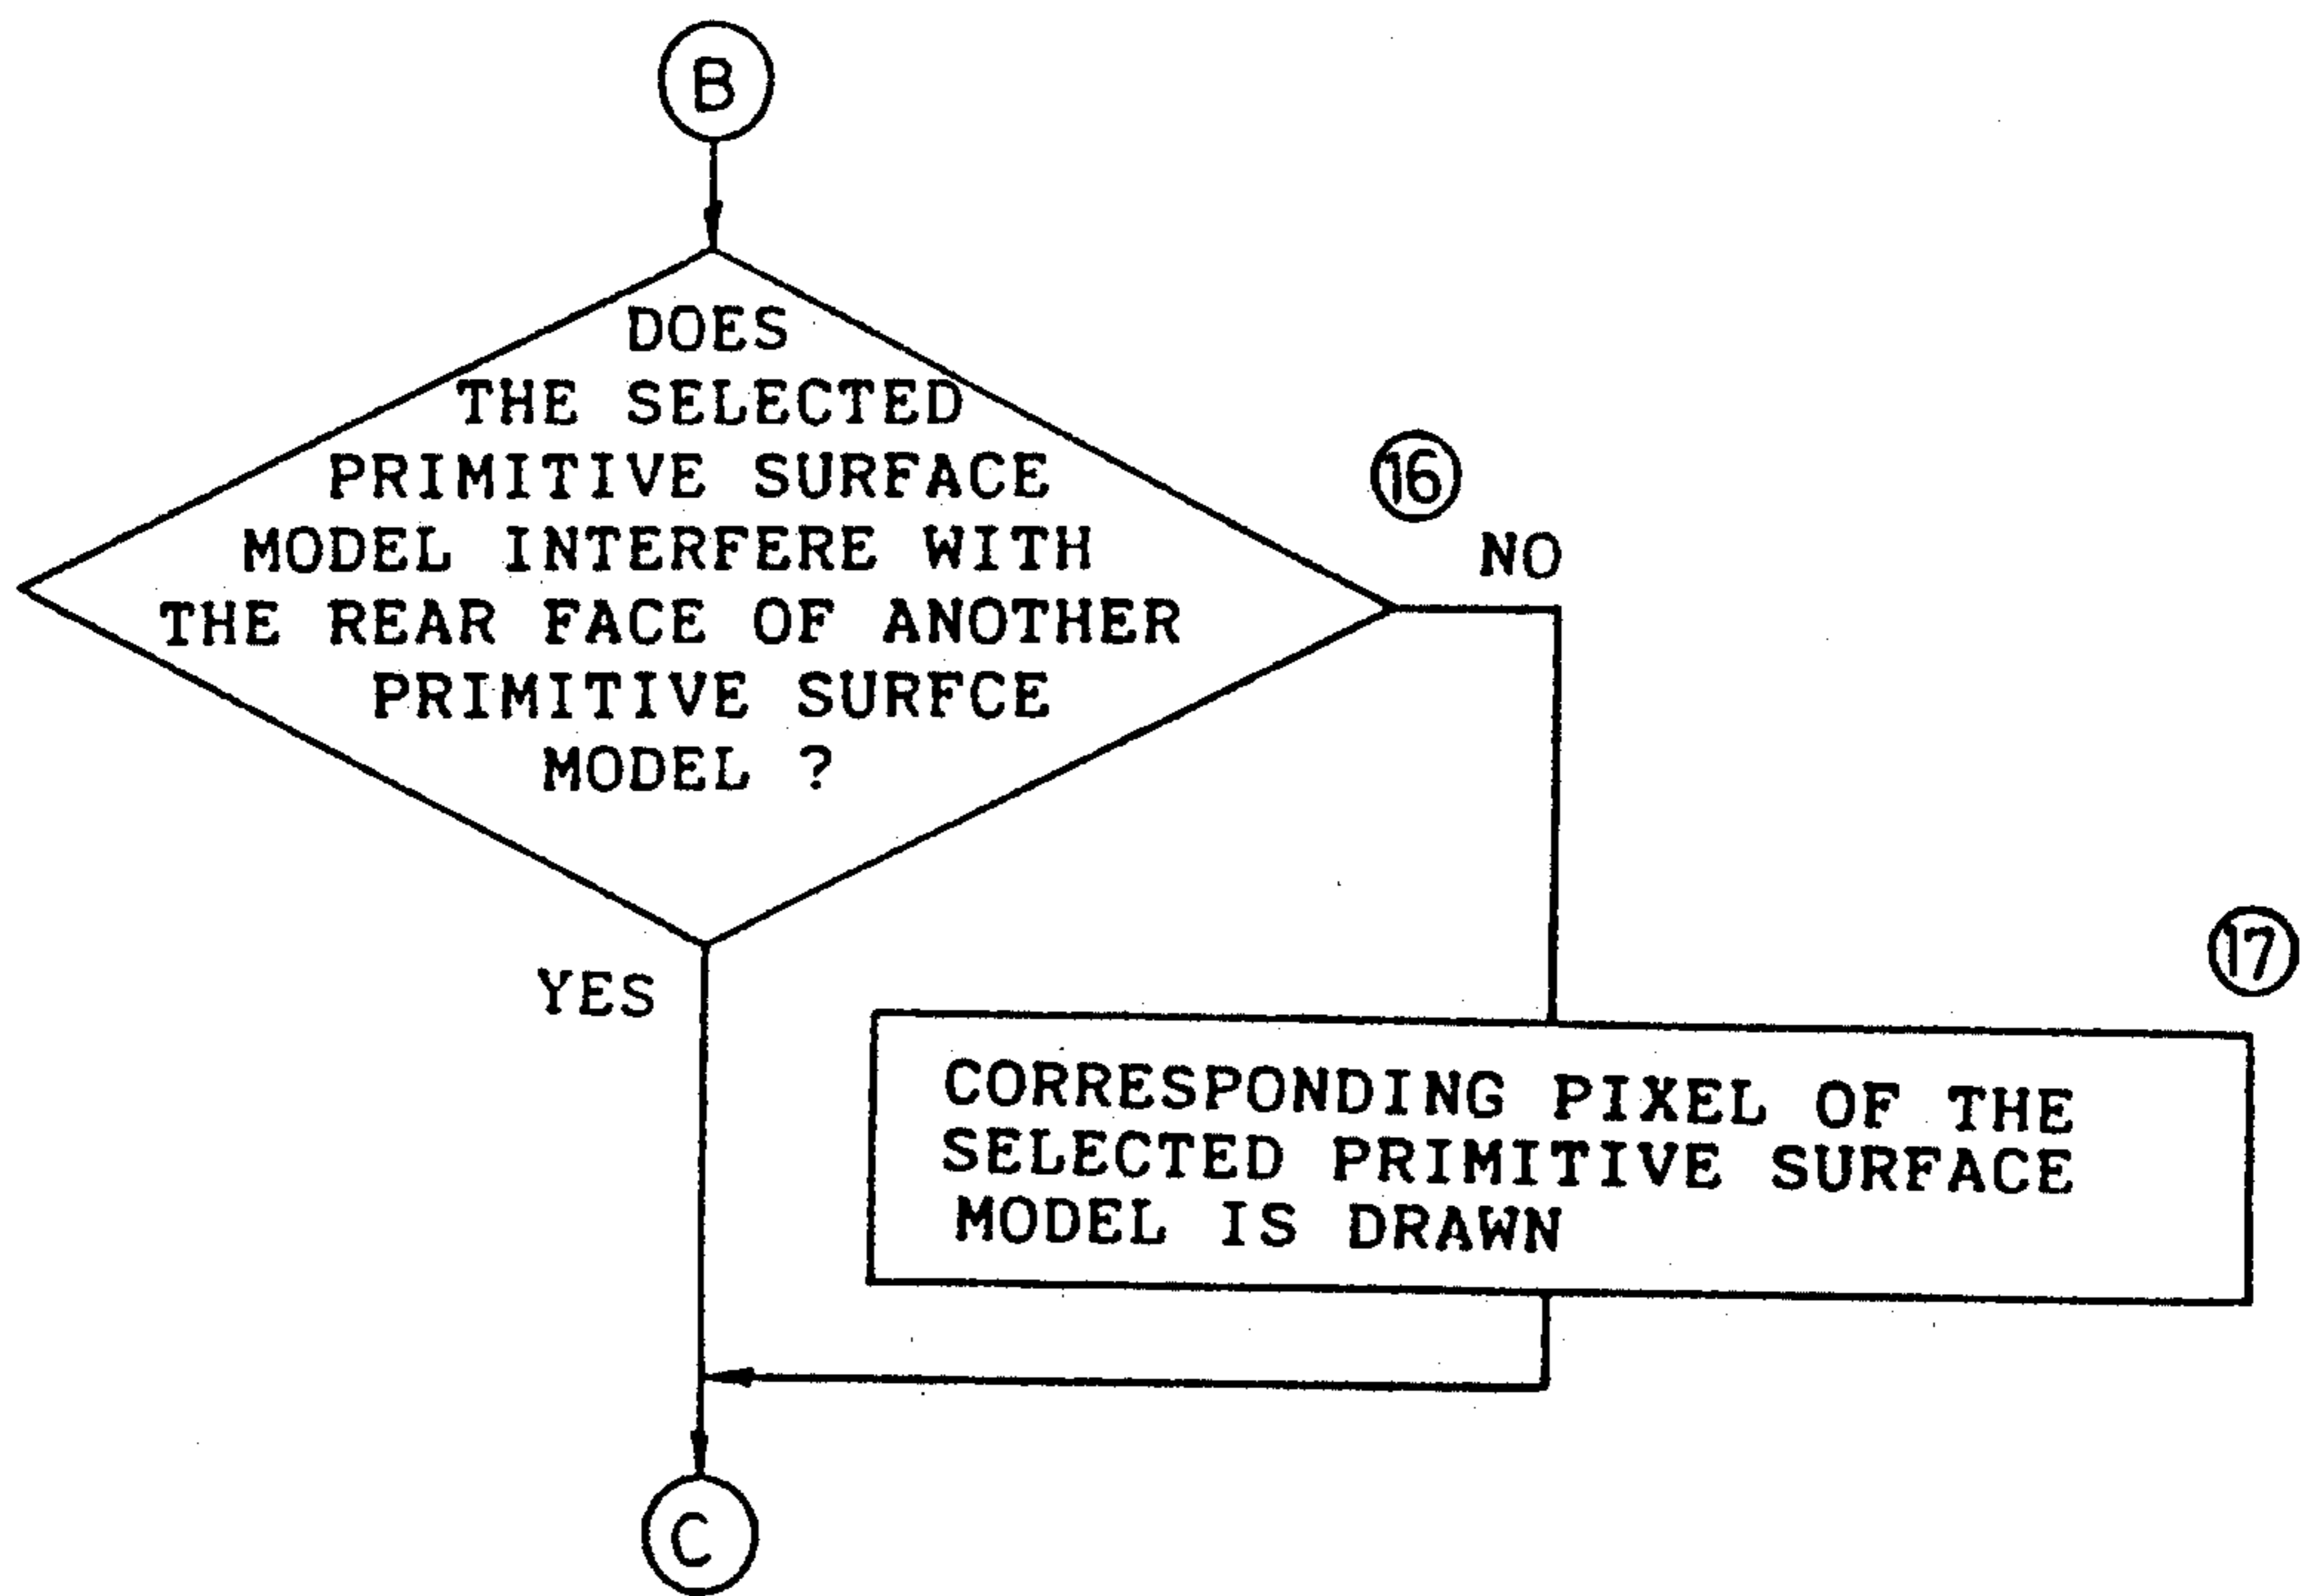 B
DOES
THE SELECTED
PRIMITIVE SURFACE
MODEL INTERFERE WITH
THE REAR FACE OF ANOTHER
PRIMITIVE SURFCE
MODEL ?
16
NO
YES
17
CORRESPONDING PIXEL OF THE
SELECTED PRIMITIVE SURFACE
MODEL IS DRAWN
C